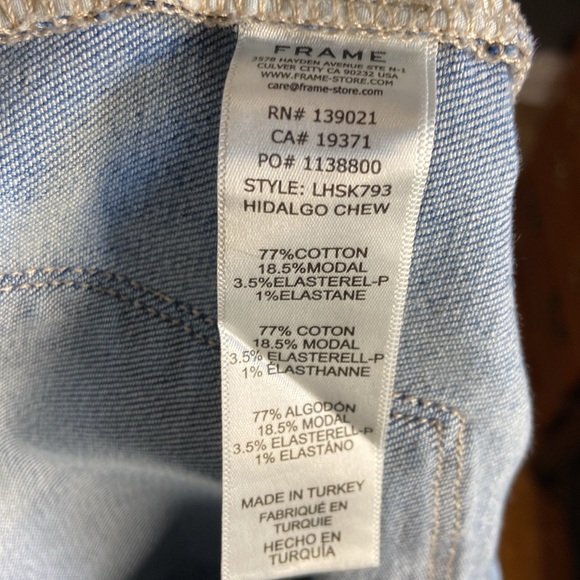 FRAME
2578 HAYDEN AVENUE STE N-1
CULVER CITY CA 90232 USA
WWW.FRAME-STORE.COM
care@frame-store.com
RN# 139021
CA# 19371
PO# 1138800
STYLE: LHSK793
HIDALGO CHEW
77%COTTON
18.5%MODAL
3.5%ELASTEREL-P
1%ELASTANE
77% COTON
18.5% MODAL
3.5% ELASTERELL-P
1% ÉLASTHANNE
77% ALGODÓN
18.5% MODAL
3.5% ELASTERELL-P
1% ELASTÁNO
MADE IN TURKEY
FABRIQUÉ EN
TURQUIE
HECHO EN
TURQUÍA